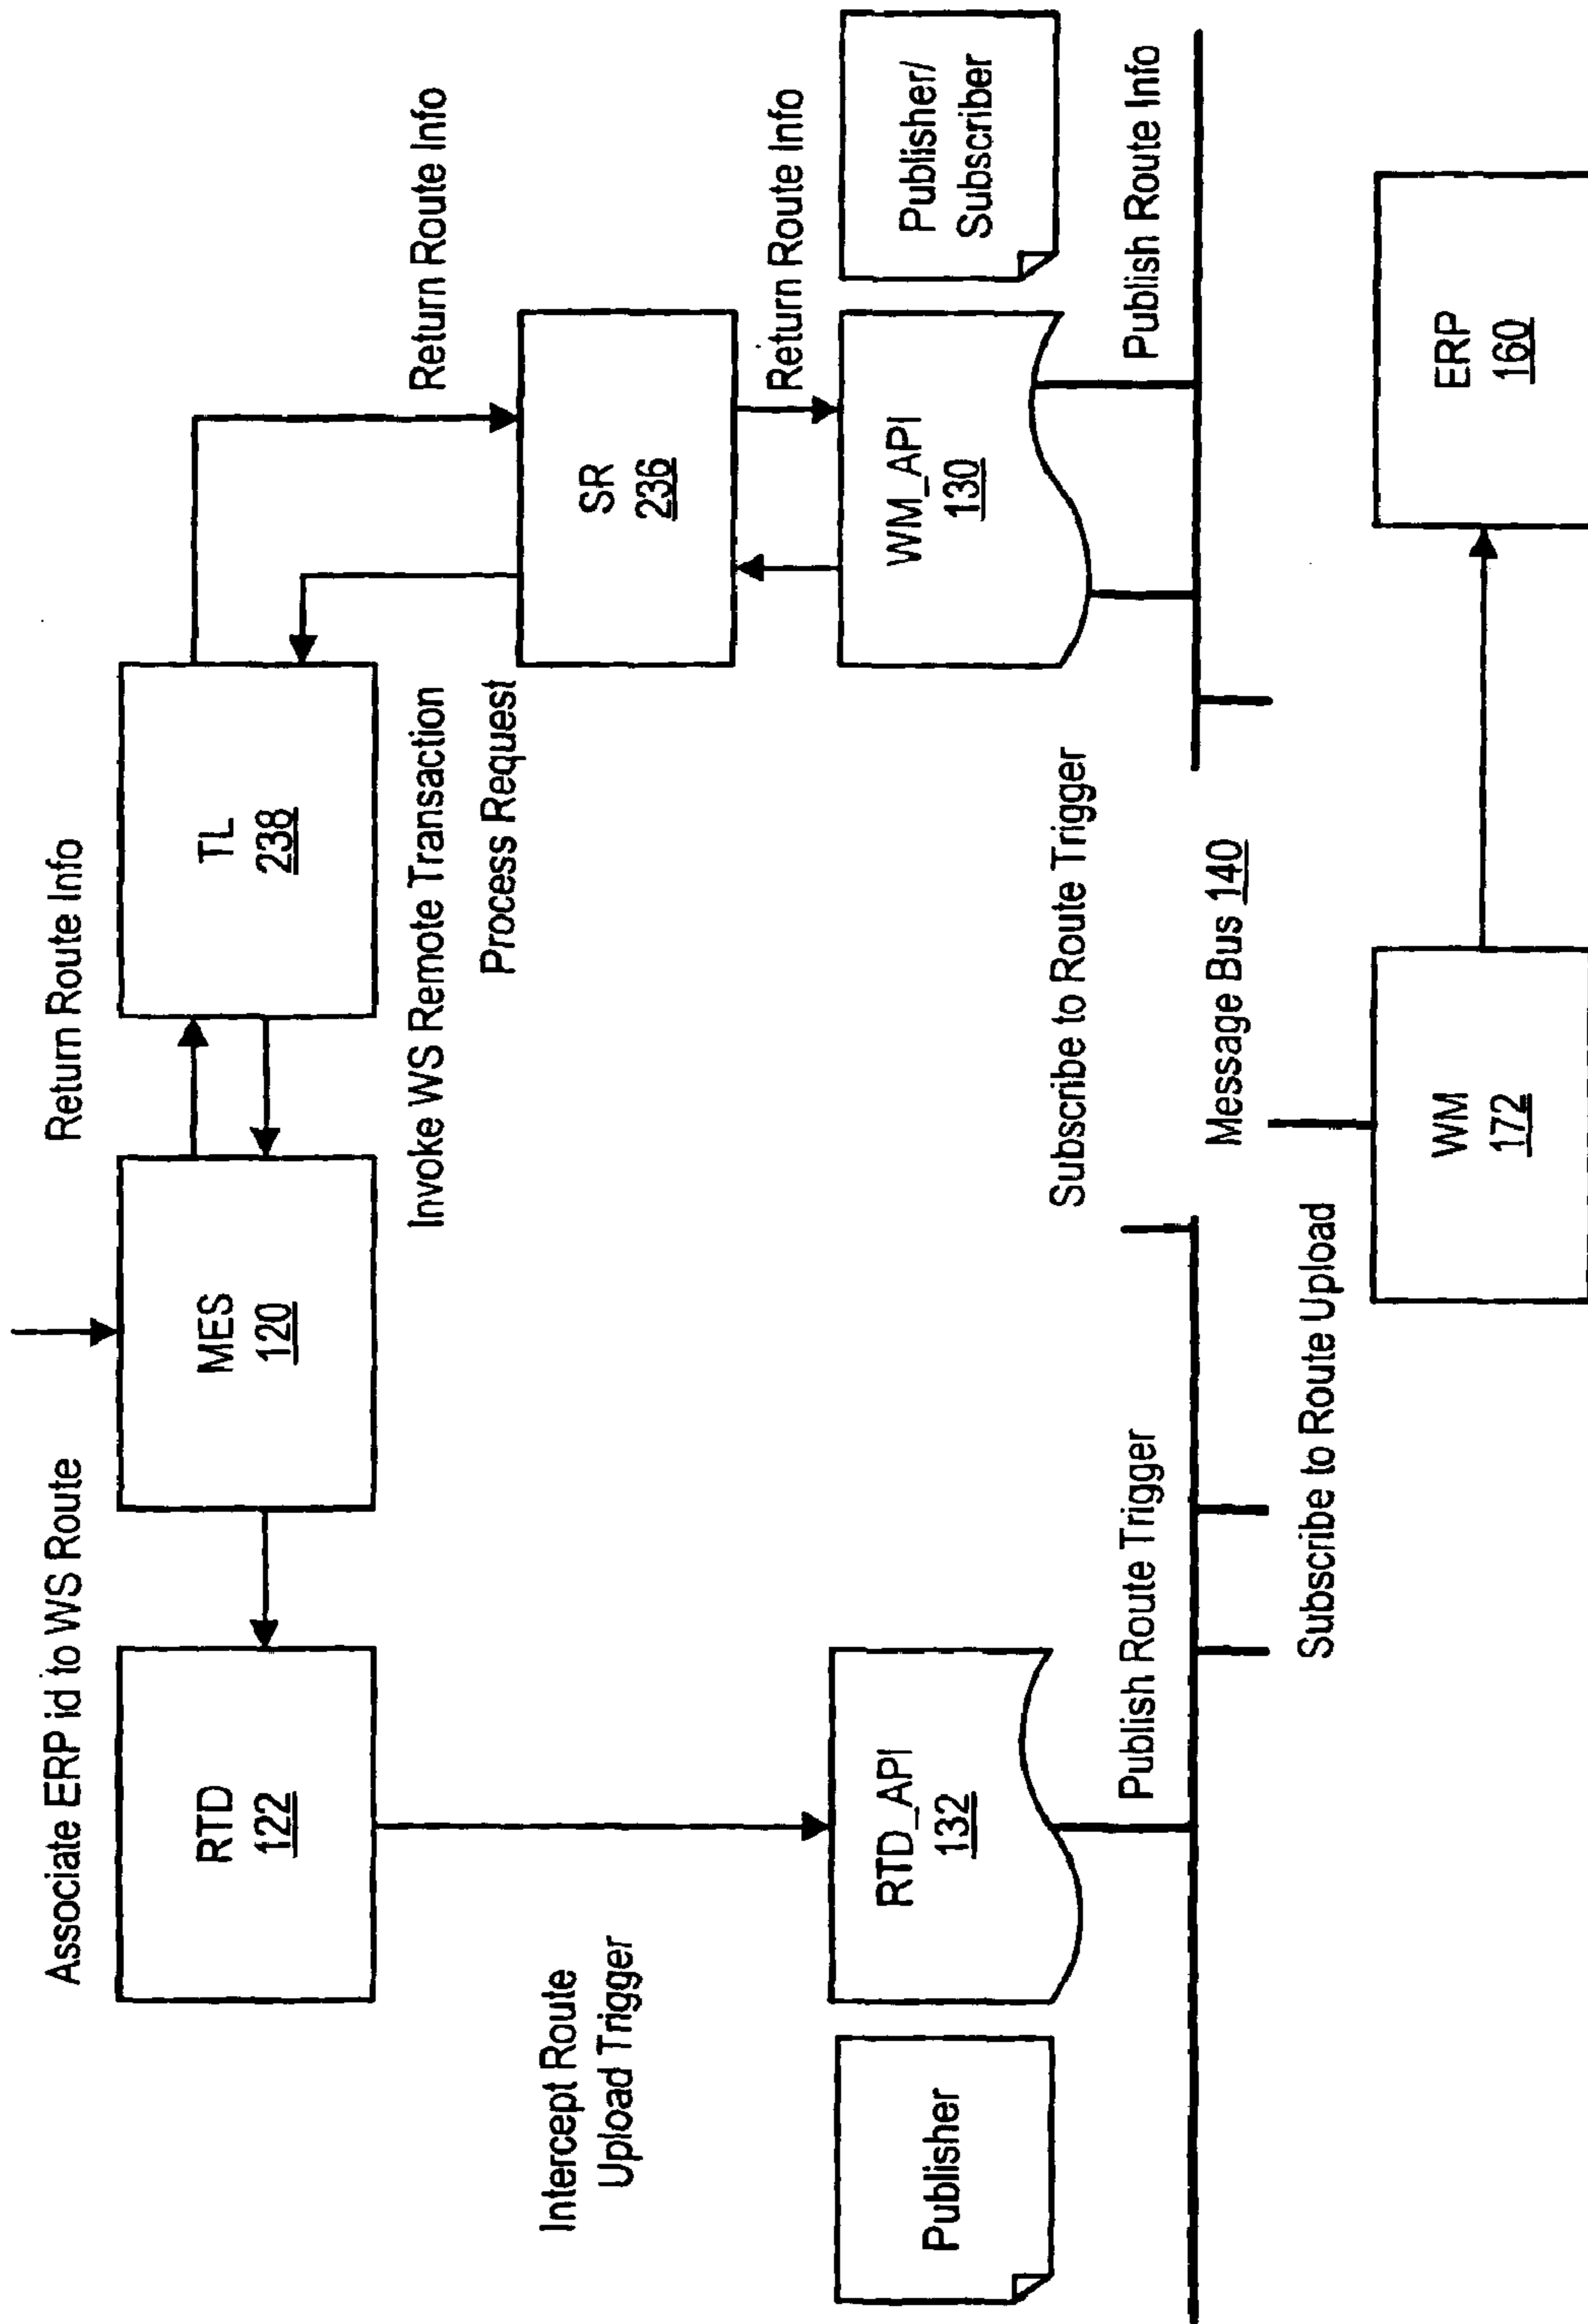 Associate ERP id to WS Route
Return Route Info
RTD
122
MES
120
TL
238
Return Route Info
Invoke WS Remote Transaction
Process Request
Intercept Route
Upload Trigger
SR
236
Return Route Info
Publisher
RTD_API
132
WM_API
130
Publisher/
Subscriber
Publish Route Trigger
Subscribe to Route Trigger
Publish Route Info
Message Bus 140
Subscribe to Route Upload
WM
172
ERP
160